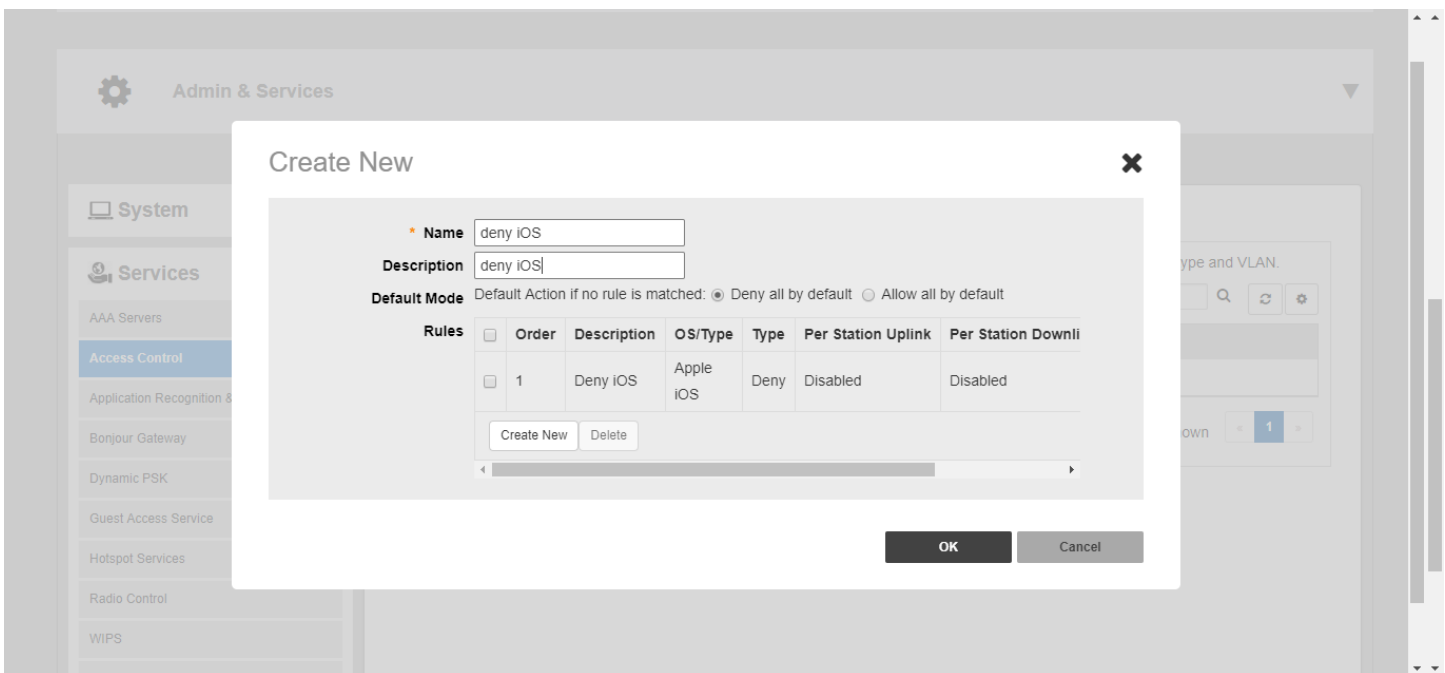 Admin & Services
Create New
System
* Name deny iOS
Description deny iOS
Services
ype and VLAN.
Default Mode Default Action if no rule is matched: Deny all by default Allow all by default
AAA Servers
Rules Order Description OS/Type Type Per Station Uplink Per Station Downli
Access Control
1 Deny iOS Apple iOS Deny Disabled Disabled
Application Recognition &
Create New Delete
Bonjour Gateway
own « 1 »
Dynamic PSK
Guest Access Service
OK Cancel
Hotspot Services
Radio Control
WIPS